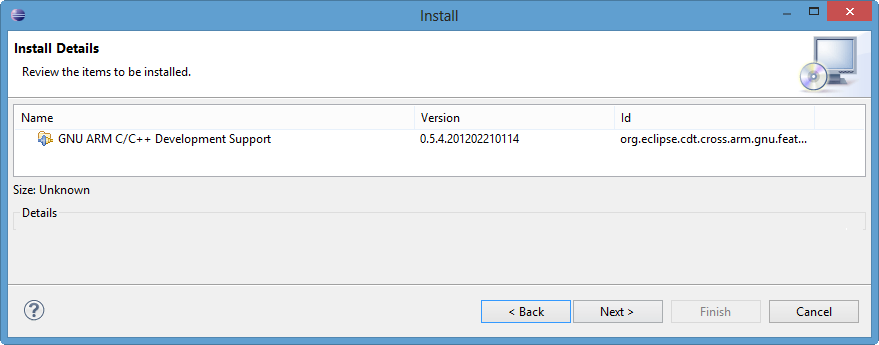 Install
Install Details
Review the items to be installed.
Name Version Id
GNU ARM C/C++ Development Support 0.5.4.201202210114 org.eclipse.cdt.cross.arm.gnu.feat...
Size: Unknown
Details
? < Back Next > Finish Cancel